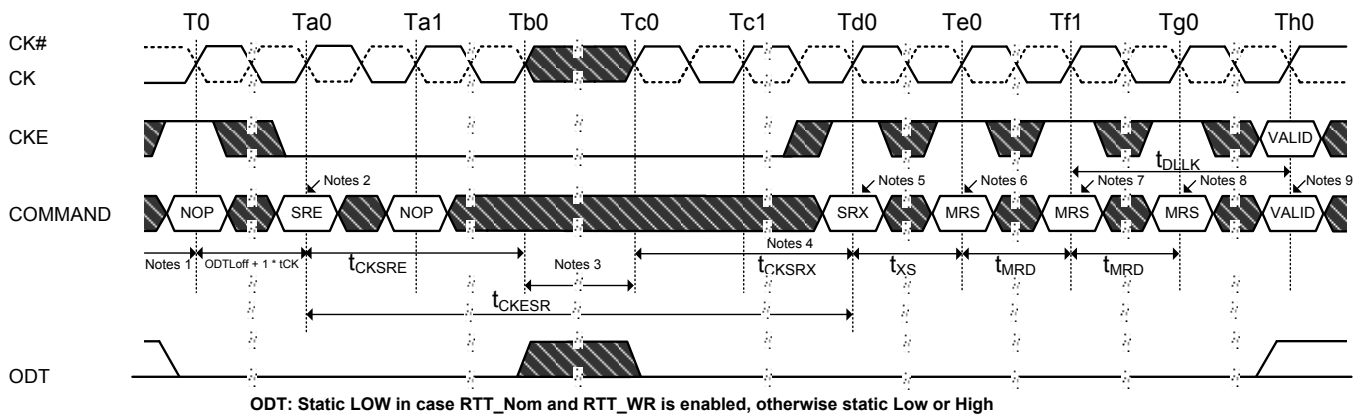 T0 Ta0 Ta1 Tb0 Tc0 Tc1 Td0 Te0 Tf1 Tg0 Th0
CK#
CK
CKE VALID
tDLLK
Notes 2 Notes 5 Notes 6 Notes 7 Notes 8 Notes 9
COMMAND NOP SRE NOP SRX MRS MRS MRS VALID
Notes 1 ODTLoff + 1 * tCK tCKSRE Notes 3 Notes 4 tCKSRX tXS tMRD tMRD
tCKESR
ODT
ODT: Static LOW in case RTT_Nom and RTT_WR is enabled, otherwise static Low or High